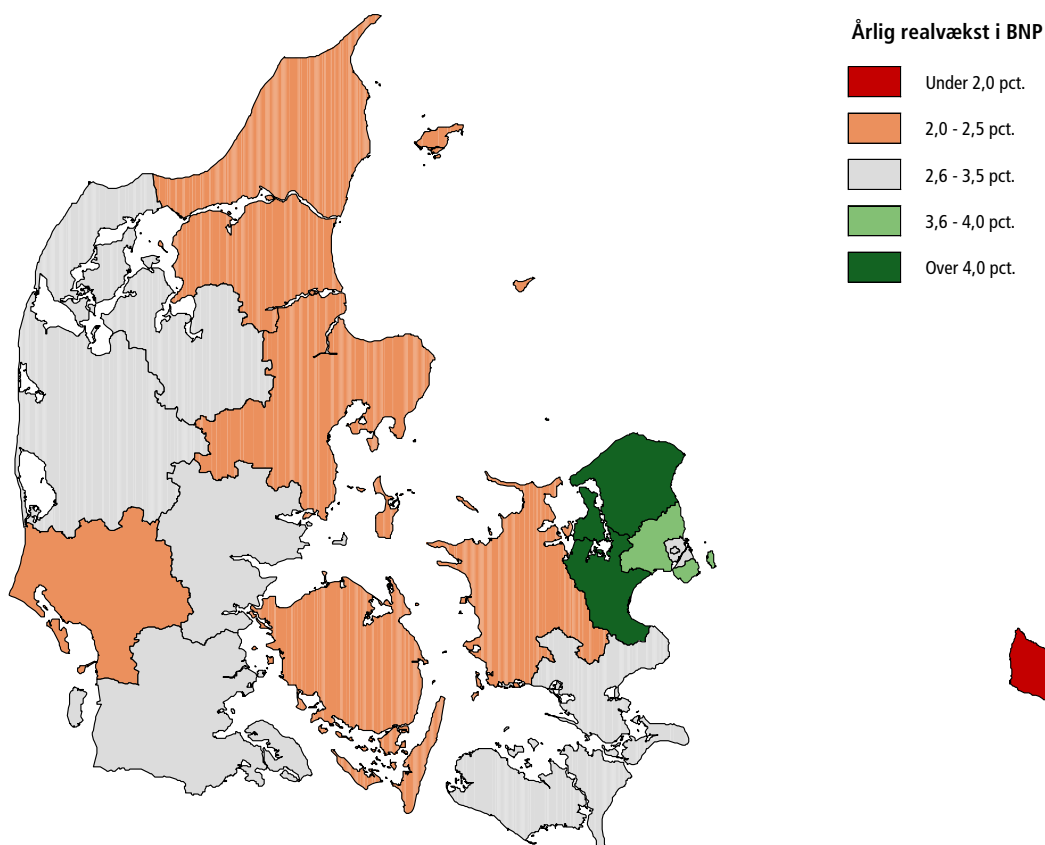 Årlig realvækst i BNP
Under 2,0 pct.
2,0 - 2,5 pct.
2,6 - 3,5 pct.
3,6 - 4,0 pct.
Over 4,0 pct.